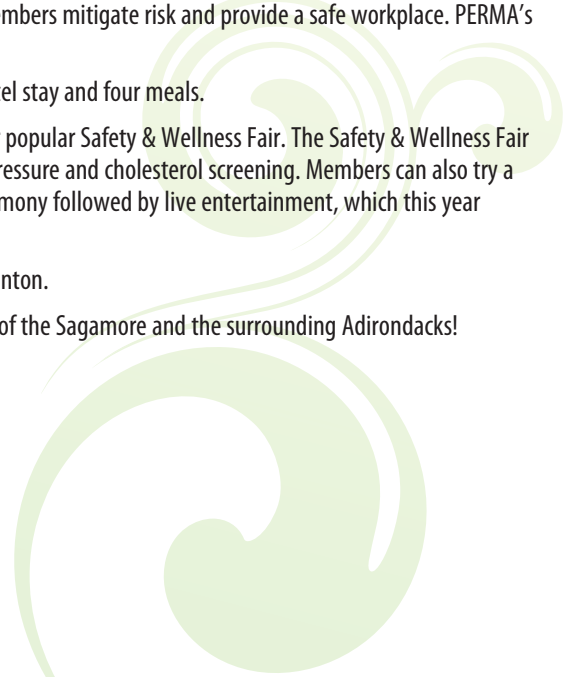 mbers mitigate risk and provide a safe workplace. PERMA’s
el stay and four meals.
popular Safety & Wellness Fair. The Safety & Wellness Fair
ressure and cholesterol screening. Members can also try a
mony followed by live entertainment, which this year
nton.
of the Sagamore and the surrounding Adirondacks!